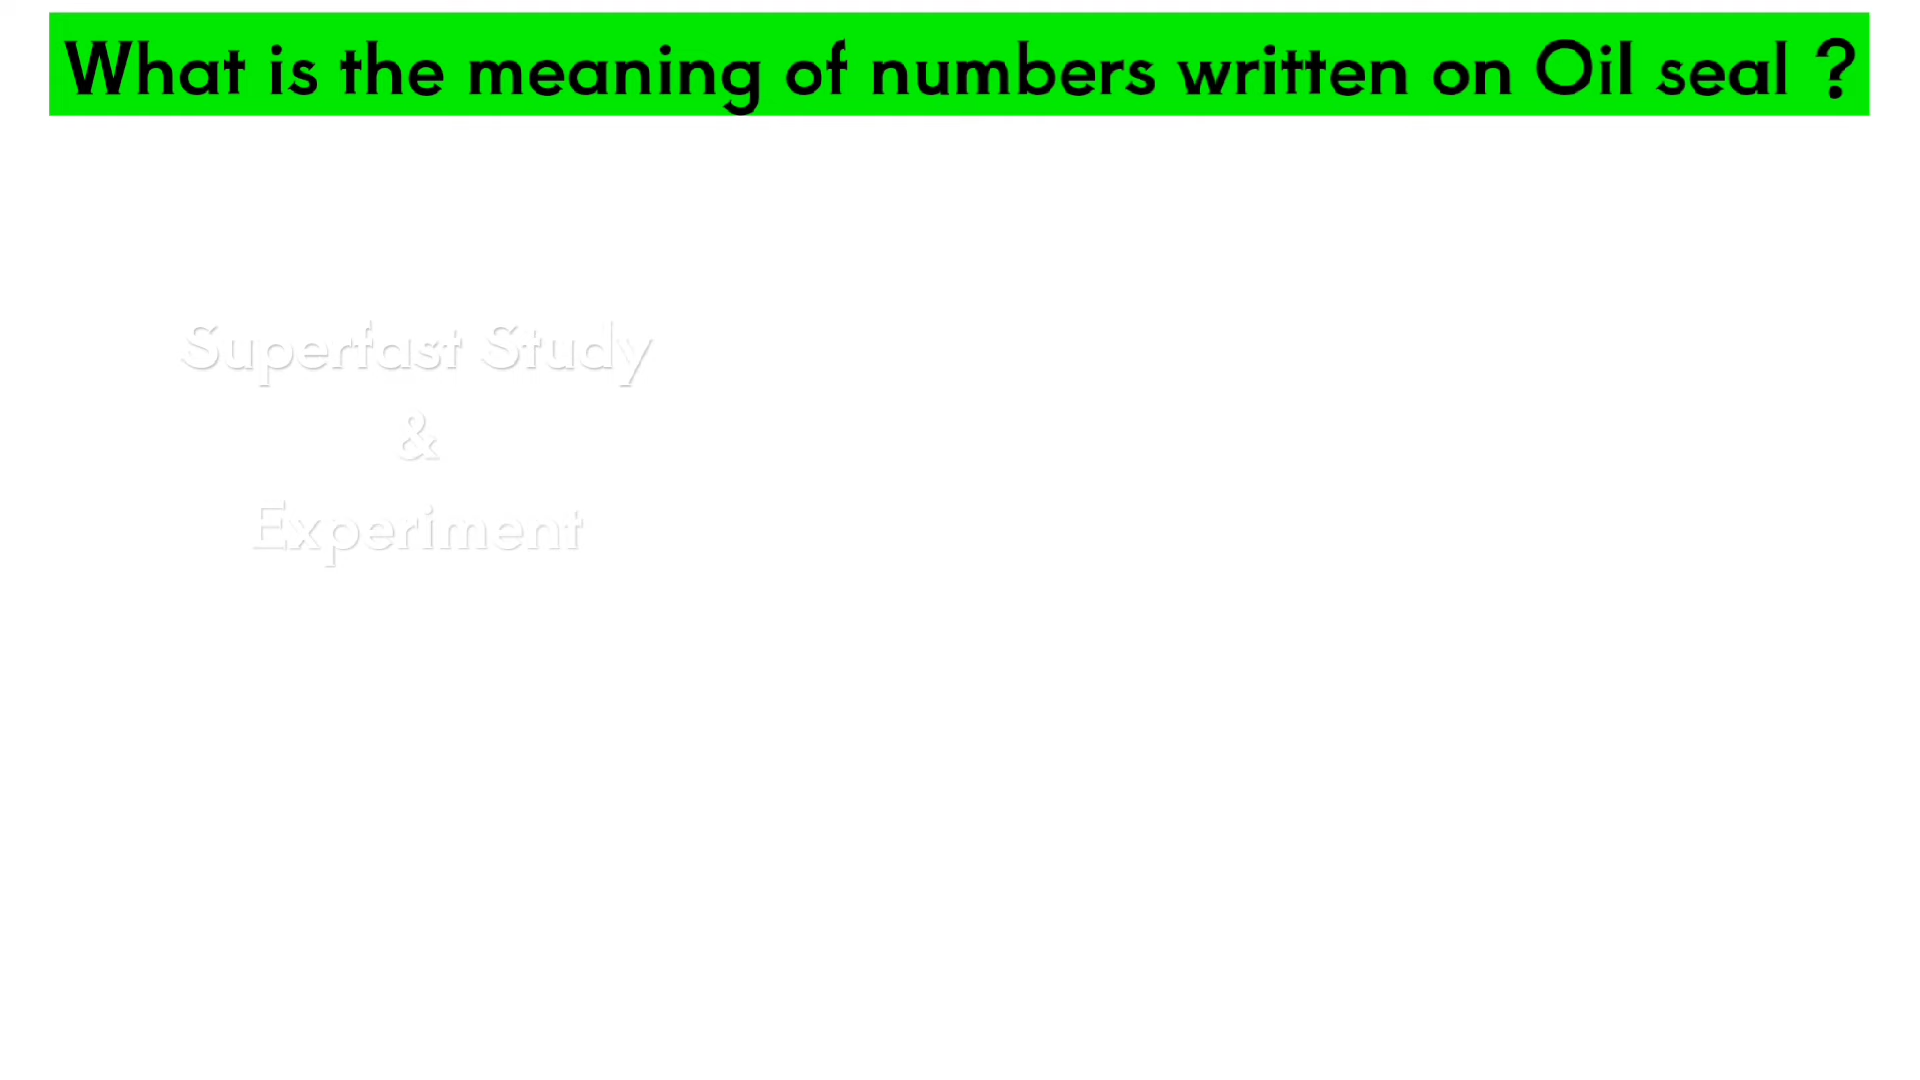 What is the meaning of numbers written on Oil seal ?
Superfast Study
&
Experiment